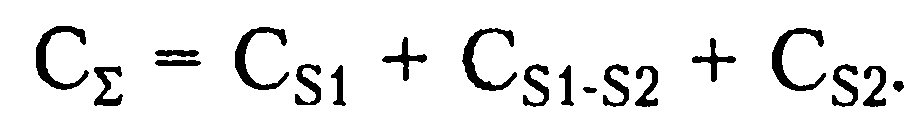 C_Σ = C_S1 + C_S1-S2 + C_S2.